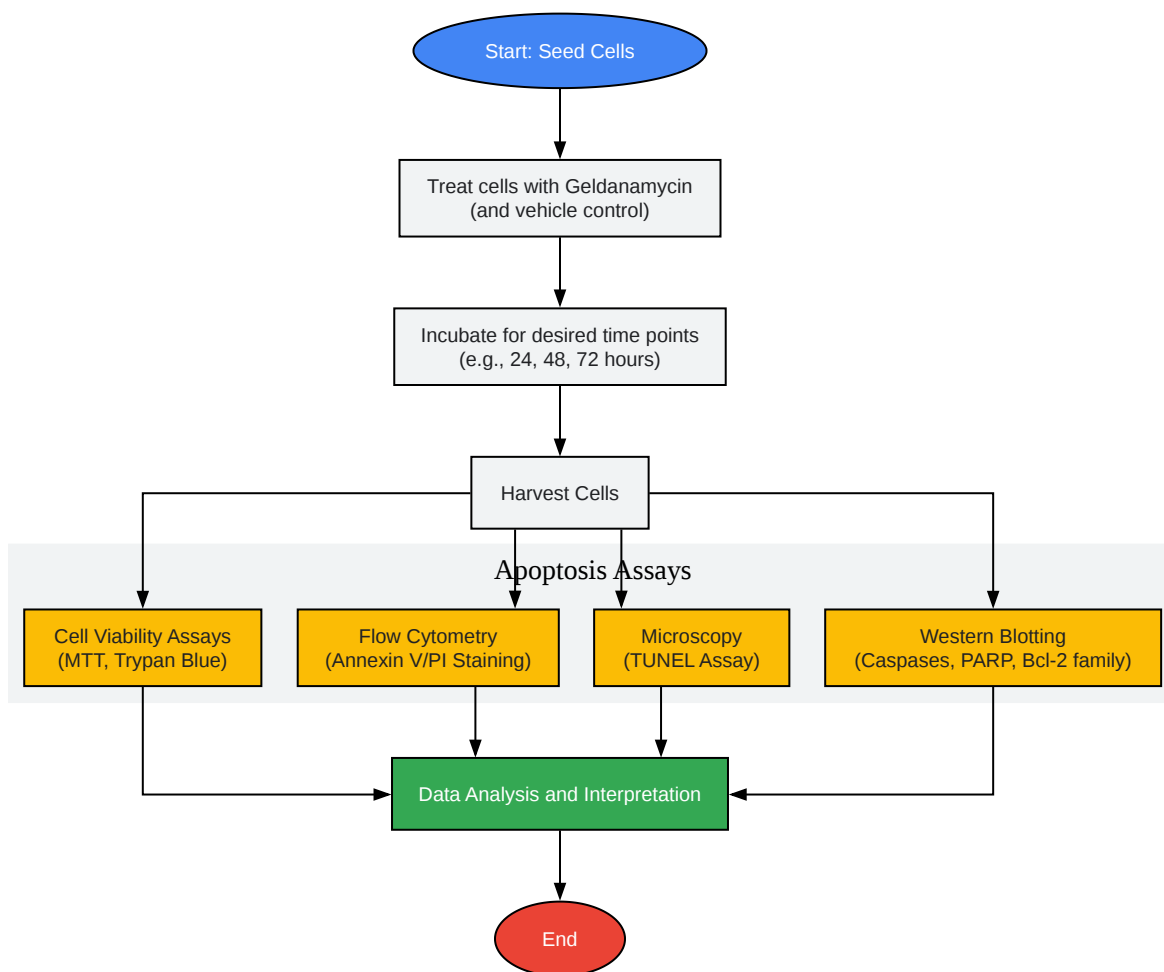 Start: Seed Cells
Treat cells with Geldanamycin
(and vehicle control)
Incubate for desired time points
(e.g., 24, 48, 72 hours)
Harvest Cells
Apoptosis Assays
Cell Viability Assays
(MTT, Trypan Blue)
Flow Cytometry
(Annexin V/PI Staining)
Microscopy
(TUNEL Assay)
Western Blotting
(Caspases, PARP, Bcl-2 family)
Data Analysis and Interpretation
End